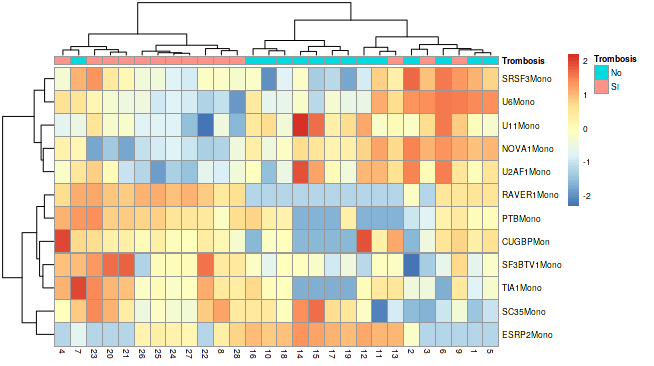 Trombosis
SRSF3Mono
U6Mono
U11Mono
NOVA1Mono
U2AF1Mono
RAVER1Mono
PTBMono
CUGBPMon
SF3BTV1Mono
TIA1Mono
SC35Mono
ESRP2Mono
4 7 23 20 21 26 25 24 27 22 8 28 16 10 18 14 15 17 19 12 11 13 2 3 6 9 1 5
2
1
0
-1
-2
Trombosis
No
SI